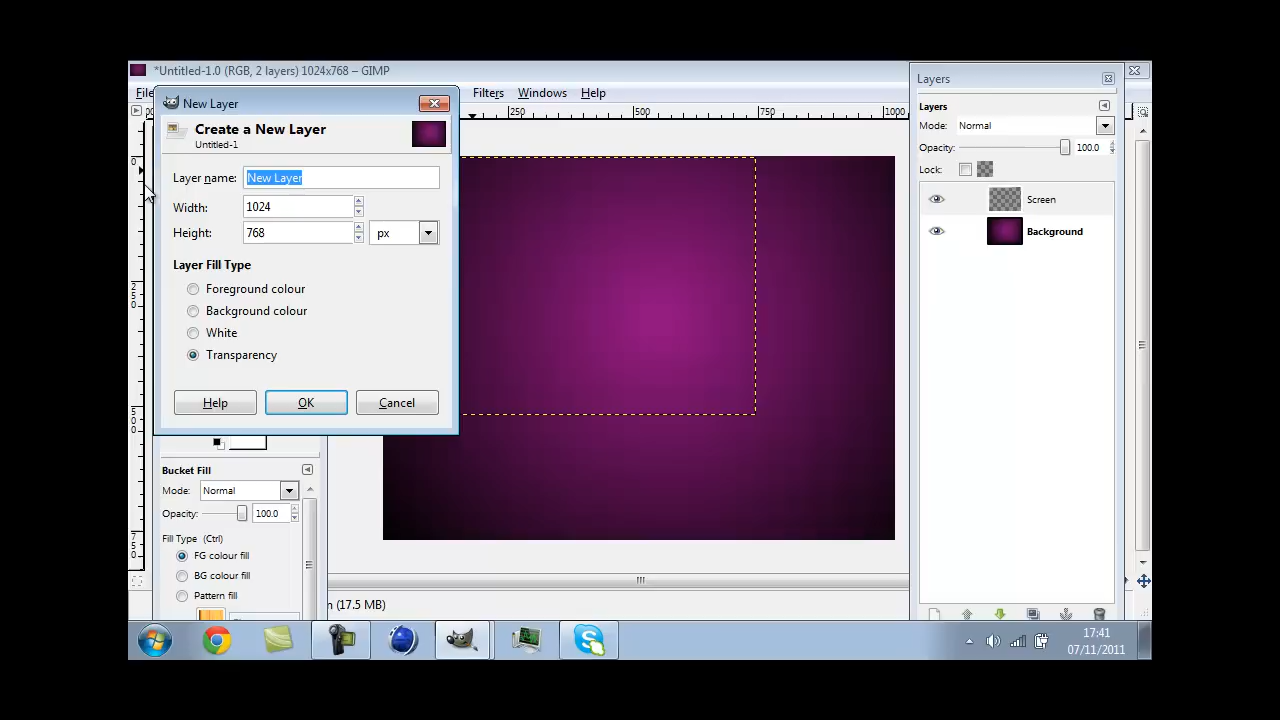 *Untitled-1.0 (RGB, 2 layers) 1024x768 – GIMP
File
Filters
Windows
Help
250
500
750
1000
0
250
500
750
New Layer
Create a New Layer
Untitled-1
Layer name:
New Layer
Width:
1024
Height:
768
px
Layer Fill Type
Foreground colour
Background colour
White
Transparency
Help
OK
Cancel
Bucket Fill
Mode:
Normal
Opacity:
100.0
Fill Type (Ctrl)
FG colour fill
BG colour fill
Pattern fill
(17.5 MB)
Layers
Layers
Mode:
Normal
Opacity:
100.0
Lock:
Screen
Background
17:41
07/11/2011